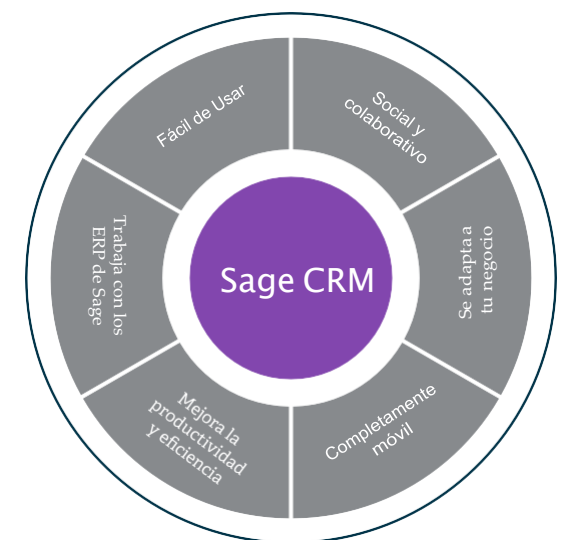 Fácil de Usar
Social y
colaborativo
Trabaja con los
ERP de Sage
Sage CRM
Se adapta a
tu negocio
Mejora la
productividad
y eficiencia
Completamente
móvil